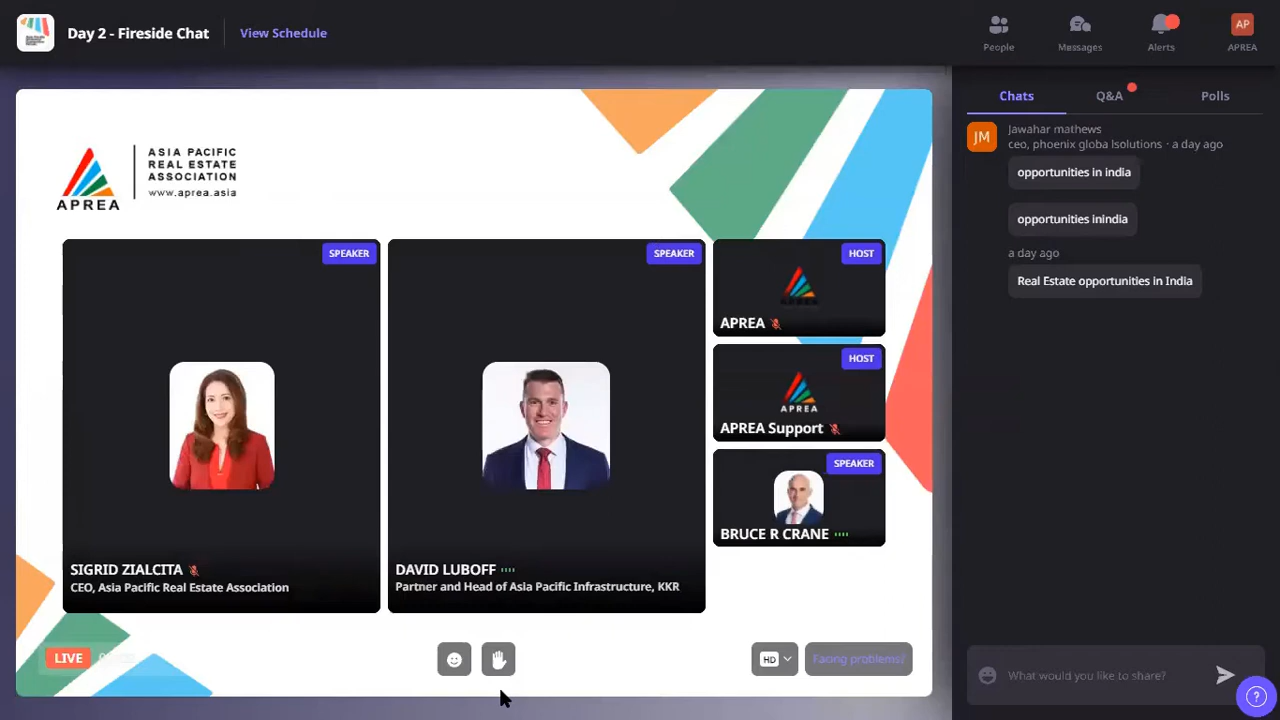 Day 2 - Fireside Chat
View Schedule
People
Messages
Alerts
AP
APREA
APREA
ASIA PACIFIC
REAL ESTATE
ASSOCIATION
www.aprea.asia
SPEAKER
SIGRID ZIALCITA
CEO, Asia Pacific Real Estate Association
SPEAKER
DAVID LUBOFF
Partner and Head of Asia Pacific Infrastructure, KKR
HOST
APREA
HOST
APREA
APREA Support
SPEAKER
BRUCE R CRANE
LIVE
HD
Facing problems?
Chats
Q&A
Polls
JM
Jawahar mathews
ceo, phoenix globa lsolutions · a day ago
opportunities in india
opportunities inindia
a day ago
Real Estate opportunities in India
What would you like to share?
?